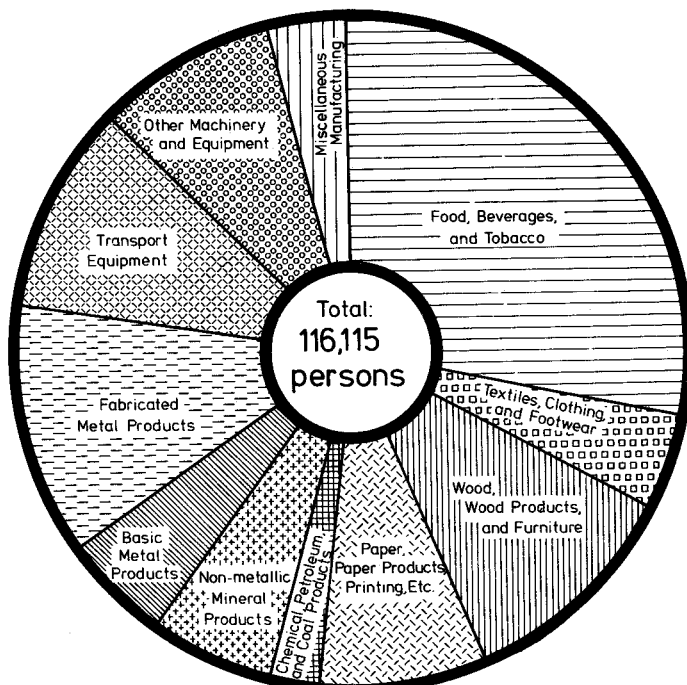 Miscellaneous
Manufacturing
Food, Beverages,
and Tobacco
Textiles, Clothing,
and Footwear
Wood,
Wood Products,
and Furniture
Paper,
Paper Products,
Printing, Etc.
Chemical, Petroleum
and Coal Products
Non-metallic
Mineral
Products
Basic
Metal
Products
Fabricated
Metal Products
Transport
Equipment
Other Machinery
and Equipment
Total:
116,115
persons